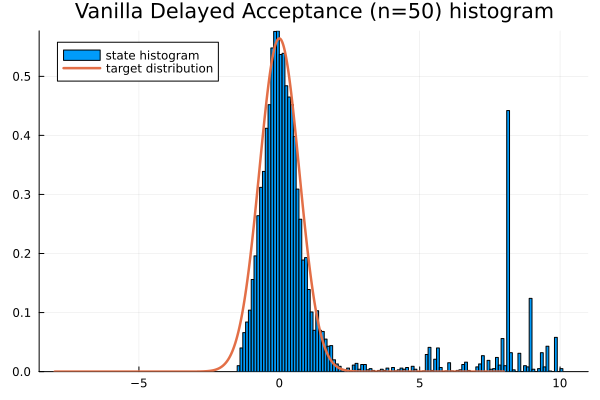 Vanilla Delayed Acceptance (n=50) histogram
state histogram
target distribution
0.5
0.4
0.3
0.2
0.1
0.0
−5 0 5 10